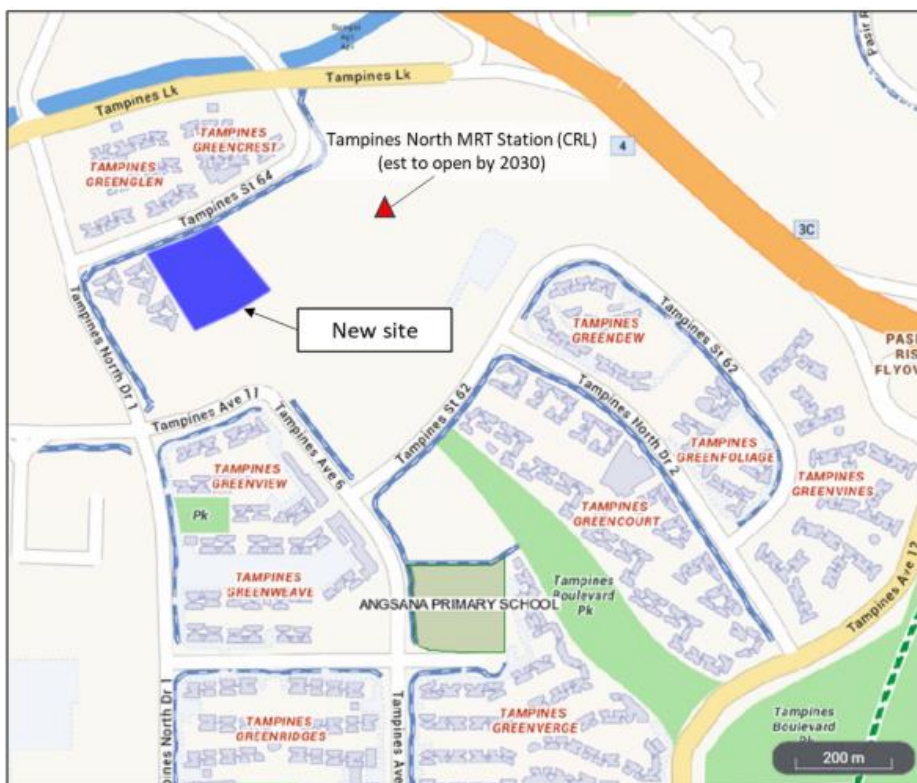 Tampines Lk
Tampines Lk
TAMPINES
GREENCREST
TAMPINES
GREENGLEN
Tampines St 64
Tampines North MRT Station (CRL)
(est to open by 2030)
4
3C
New site
Tampines North Dr 1
TAMPINES
GREENDEW
Tampines St 62
PASI
RIS
FLYOV
Tampines Ave 11
Tampines Ave 6
Tampines St 62
Tampines North Dr 2
TAMPINES
GREENFOLIAGE
TAMPINES
GREENVINES
TAMPINES
GREENVIEW
Pk
TAMPINES
GREENCOURT
TAMPINES
GREENWEAVE
ANGSANA PRIMARY SCHOOL
Tampines
Boulevard
Pk
Tampines Ave 12
Tampines North Dr 1
TAMPINES
GREENRIDGES
Tampines Ave
TAMPINES
GREENVERGE
Tampines
Boulevard
200 m